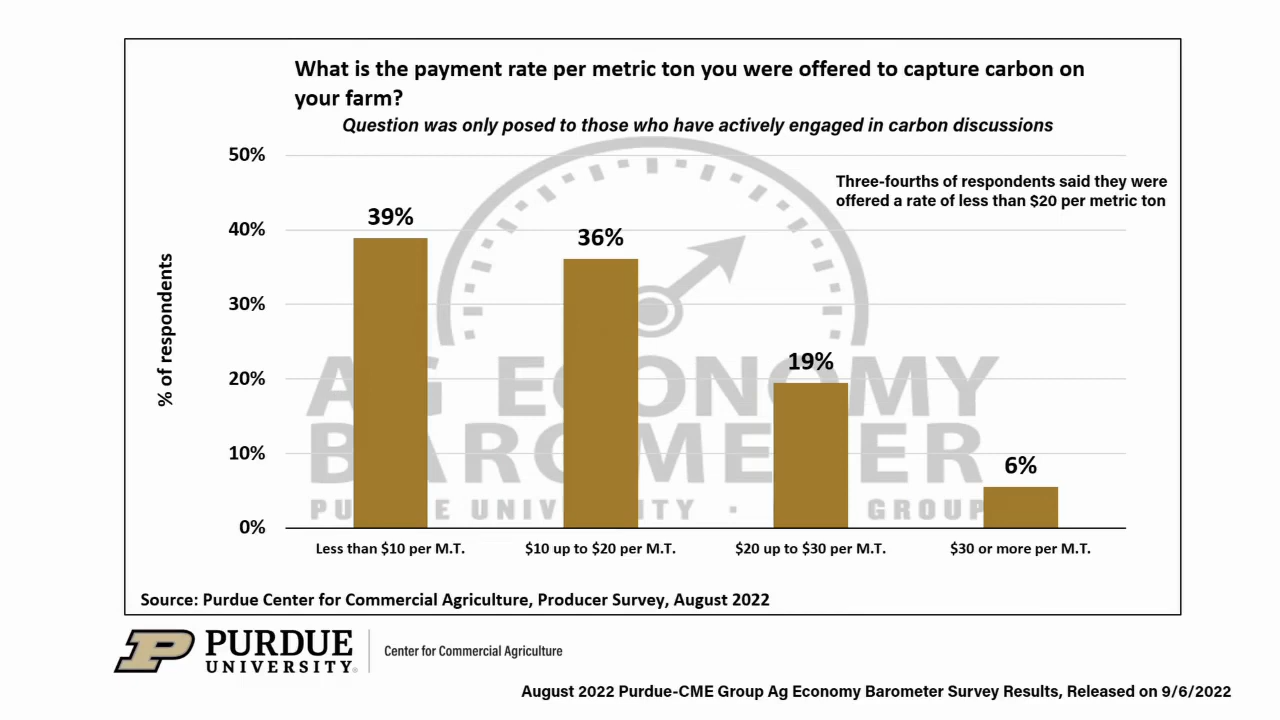 What is the payment rate per metric ton you were offered to capture carbon on
your farm?
Question was only posed to those who have actively engaged in carbon discussions
Three-fourths of respondents said they were
offered a rate of less than $20 per metric ton
% of respondents
50%
40%
30%
20%
10%
0%
39%
36%
19%
6%
AG ECONOMY
BAROMETER
GROUP
Less than $10 per M.T.
$10 up to $20 per M.T.
$20 up to $30 per M.T.
$30 or more per M.T.
Source: Purdue Center for Commercial Agriculture, Producer Survey, August 2022
P
PURDUE
UNIVERSITY®
Center for Commercial Agriculture
August 2022 Purdue-CME Group Ag Economy Barometer Survey Results, Released on 9/6/2022